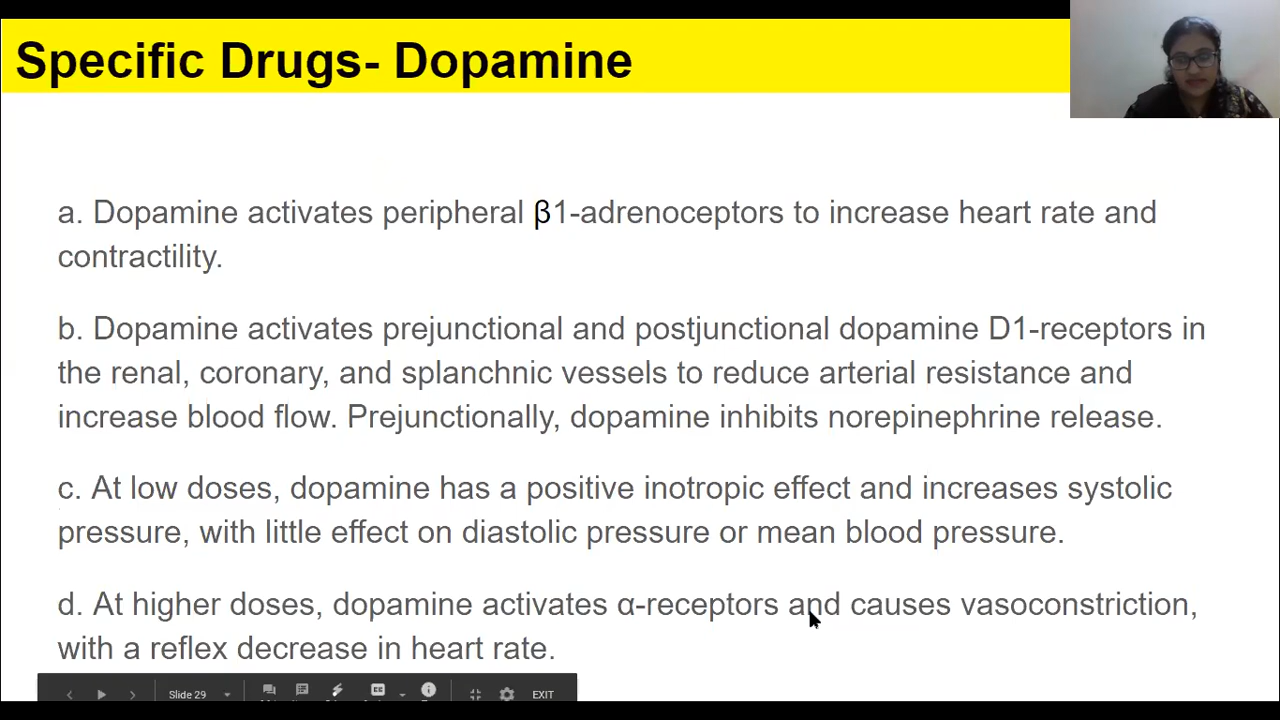 Specific Drugs- Dopamine
a. Dopamine activates peripheral β1-adrenoceptors to increase heart rate and
contractility.
b. Dopamine activates prejunctional and postjunctional dopamine D1-receptors in
the renal, coronary, and splanchnic vessels to reduce arterial resistance and
increase blood flow. Prejunctionally, dopamine inhibits norepinephrine release.
c. At low doses, dopamine has a positive inotropic effect and increases systolic
pressure, with little effect on diastolic pressure or mean blood pressure.
d. At higher doses, dopamine activates α-receptors and causes vasoconstriction,
with a reflex decrease in heart rate.
Slide 29 CC EXIT